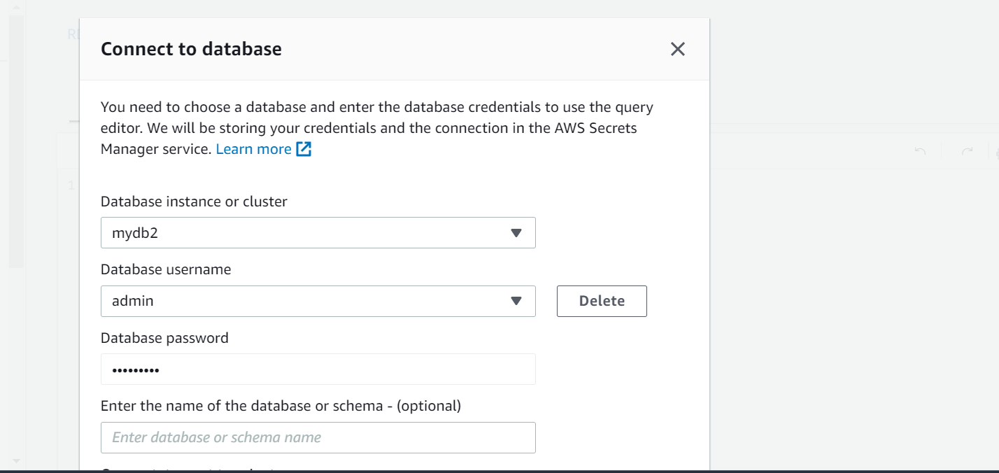 Connect to database
You need to choose a database and enter the database credentials to use the query
editor. We will be storing your credentials and the connection in the AWS Secrets
Manager service. Learn more
Database instance or cluster
mydb2
Database username
admin
Delete
Database password
•••••••••
Enter the name of the database or schema - (optional)
Enter database or schema name
1